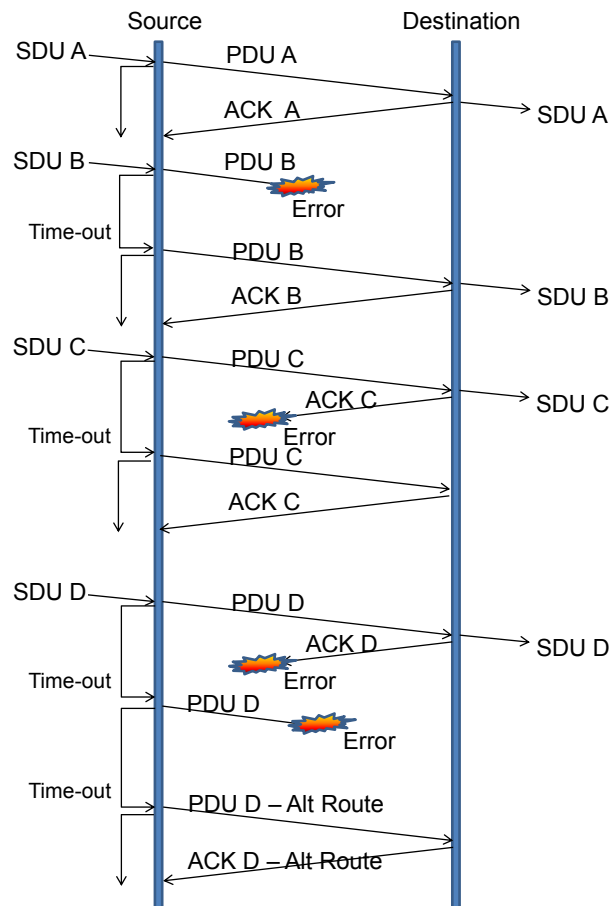 Source
Destination
SDU A
PDU A
ACK A
SDU A
SDU B
PDU B
Error
Time-out
PDU B
ACK B
SDU B
SDU C
PDU C
ACK C
SDU C
Error
Time-out
PDU C
ACK C
SDU D
PDU D
ACK D
SDU D
Error
Time-out
PDU D
Error
Time-out
PDU D – Alt Route
ACK D – Alt Route